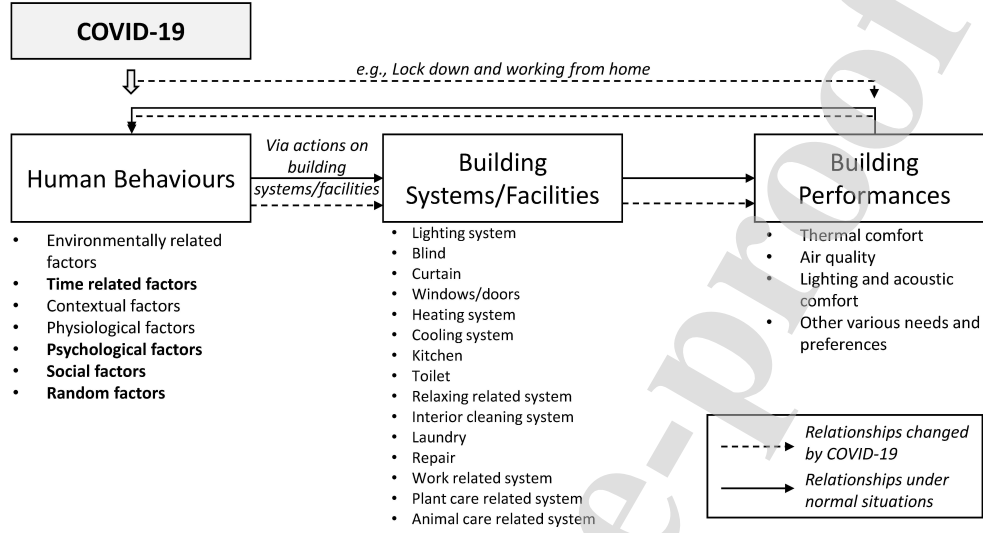 COVID-19
e.g., Lock down and working from home
Human Behaviours
Via actions on
building
systems/facilities
Building
Systems/Facilities
Building
Performances
• Environmentally related
factors
• Time related factors
• Contextual factors
• Physiological factors
• Psychological factors
• Social factors
• Random factors
• Lighting system
• Blind
• Curtain
• Windows/doors
• Heating system
• Cooling system
• Kitchen
• Toilet
• Relaxing related system
• Interior cleaning system
• Laundry
• Repair
• Work related system
• Plant care related system
• Animal care related system
• Thermal comfort
• Air quality
• Lighting and acoustic
comfort
• Other various needs and
preferences
Relationships changed
by COVID-19
Relationships under
normal situations
e-proof